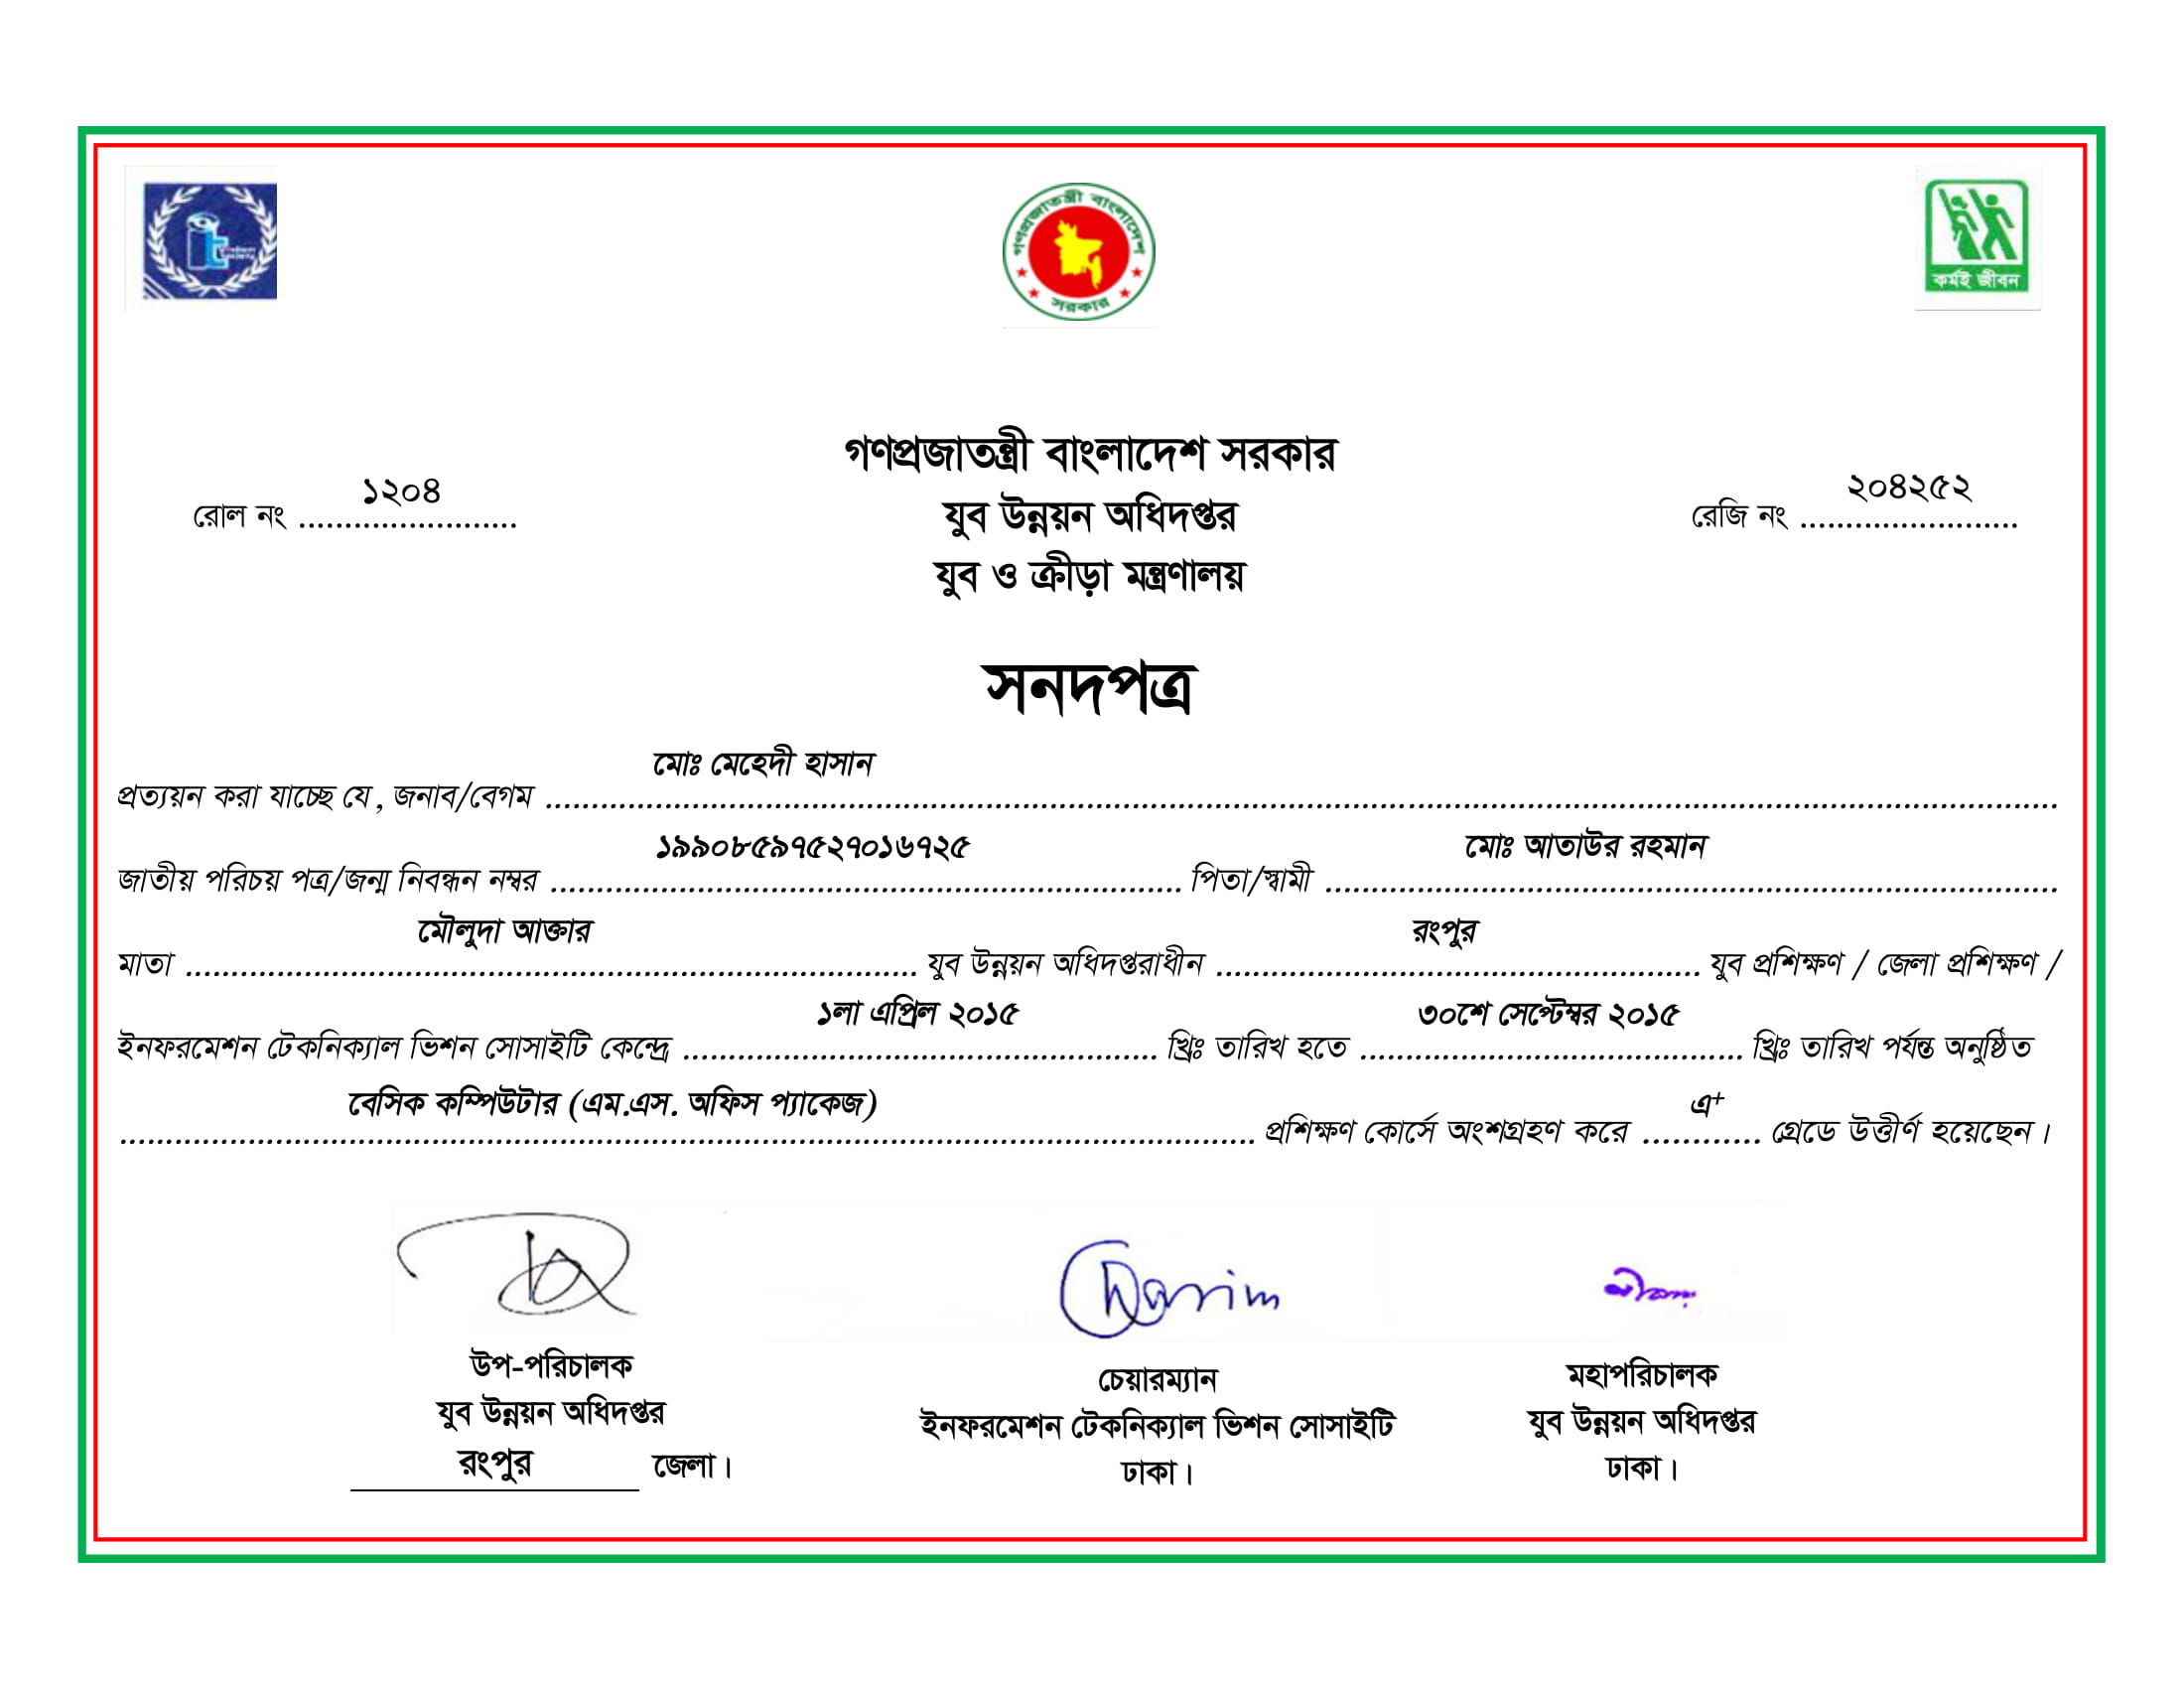 গণপ্রজাতন্ত্রী বাংলাদেশ
সরকার
কর্মই জীবন
গণপ্রজাতন্ত্রী বাংলাদেশ সরকার
রোল নং ........................ ১২০৪
যুব উন্নয়ন অধিদপ্তর
রেজি নং ........................ ২০৪২৫২
যুব ও ক্রীড়া মন্ত্রণালয়
সনদপত্র
প্রত্যয়ন করা যাচ্ছে যে, জনাব/বেগম মোঃ মেহেদী হাসান
জাতীয় পরিচয় পত্র/জন্ম নিবন্ধন নম্বর ১৯৯০৮৫৯৭৫২৭০১৬৭২৫ পিতা/স্বামী মোঃ আতাউর রহমান
মাতা মৌলুদা আক্তার যুব উন্নয়ন অধিদপ্তরাধীন রংপুর যুব প্রশিক্ষণ / জেলা প্রশিক্ষণ /
ইনফরমেশন টেকনিক্যাল ভিশন সোসাইটি কেন্দ্রে ১লা এপ্রিল ২০১৫ খ্রিঃ তারিখ হতে ৩০শে সেপ্টেম্বর ২০১৫ খ্রিঃ তারিখ পর্যন্ত অনুষ্ঠিত
বেসিক কম্পিউটার (এম.এস. অফিস প্যাকেজ) প্রশিক্ষণ কোর্সে অংশগ্রহণ করে এ+ গ্রেডে উত্তীর্ণ হয়েছেন।
উপ-পরিচালক
যুব উন্নয়ন অধিদপ্তর
রংপুর জেলা।
চেয়ারম্যান
ইনফরমেশন টেকনিক্যাল ভিশন সোসাইটি
ঢাকা।
মহাপরিচালক
যুব উন্নয়ন অধিদপ্তর
ঢাকা।